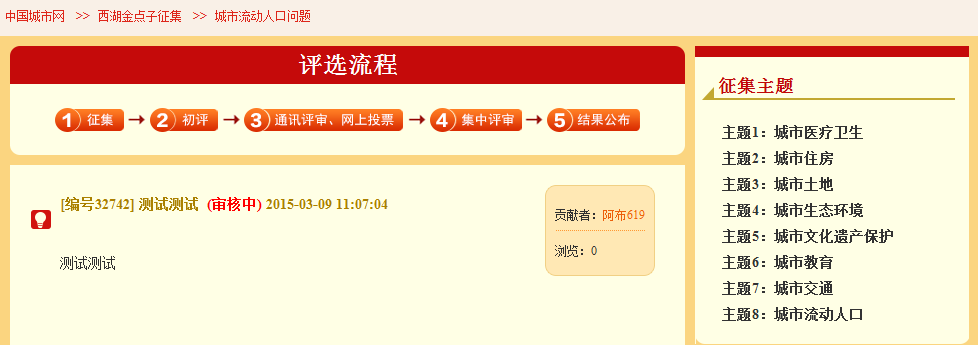 中国城市网 >> 西湖金点子征集 >> 城市流动人口问题
评选流程
1 征集 2 初评 3 通讯评审、网上投票 4 集中评审 5 结果公布
[编号32742] 测试测试 (审核中) 2015-03-09 11:07:04
测试测试
贡献者：阿布619
浏览：0
征集主题
主题1：城市医疗卫生
主题2：城市住房
主题3：城市土地
主题4：城市生态环境
主题5：城市文化遗产保护
主题6：城市教育
主题7：城市交通
主题8：城市流动人口